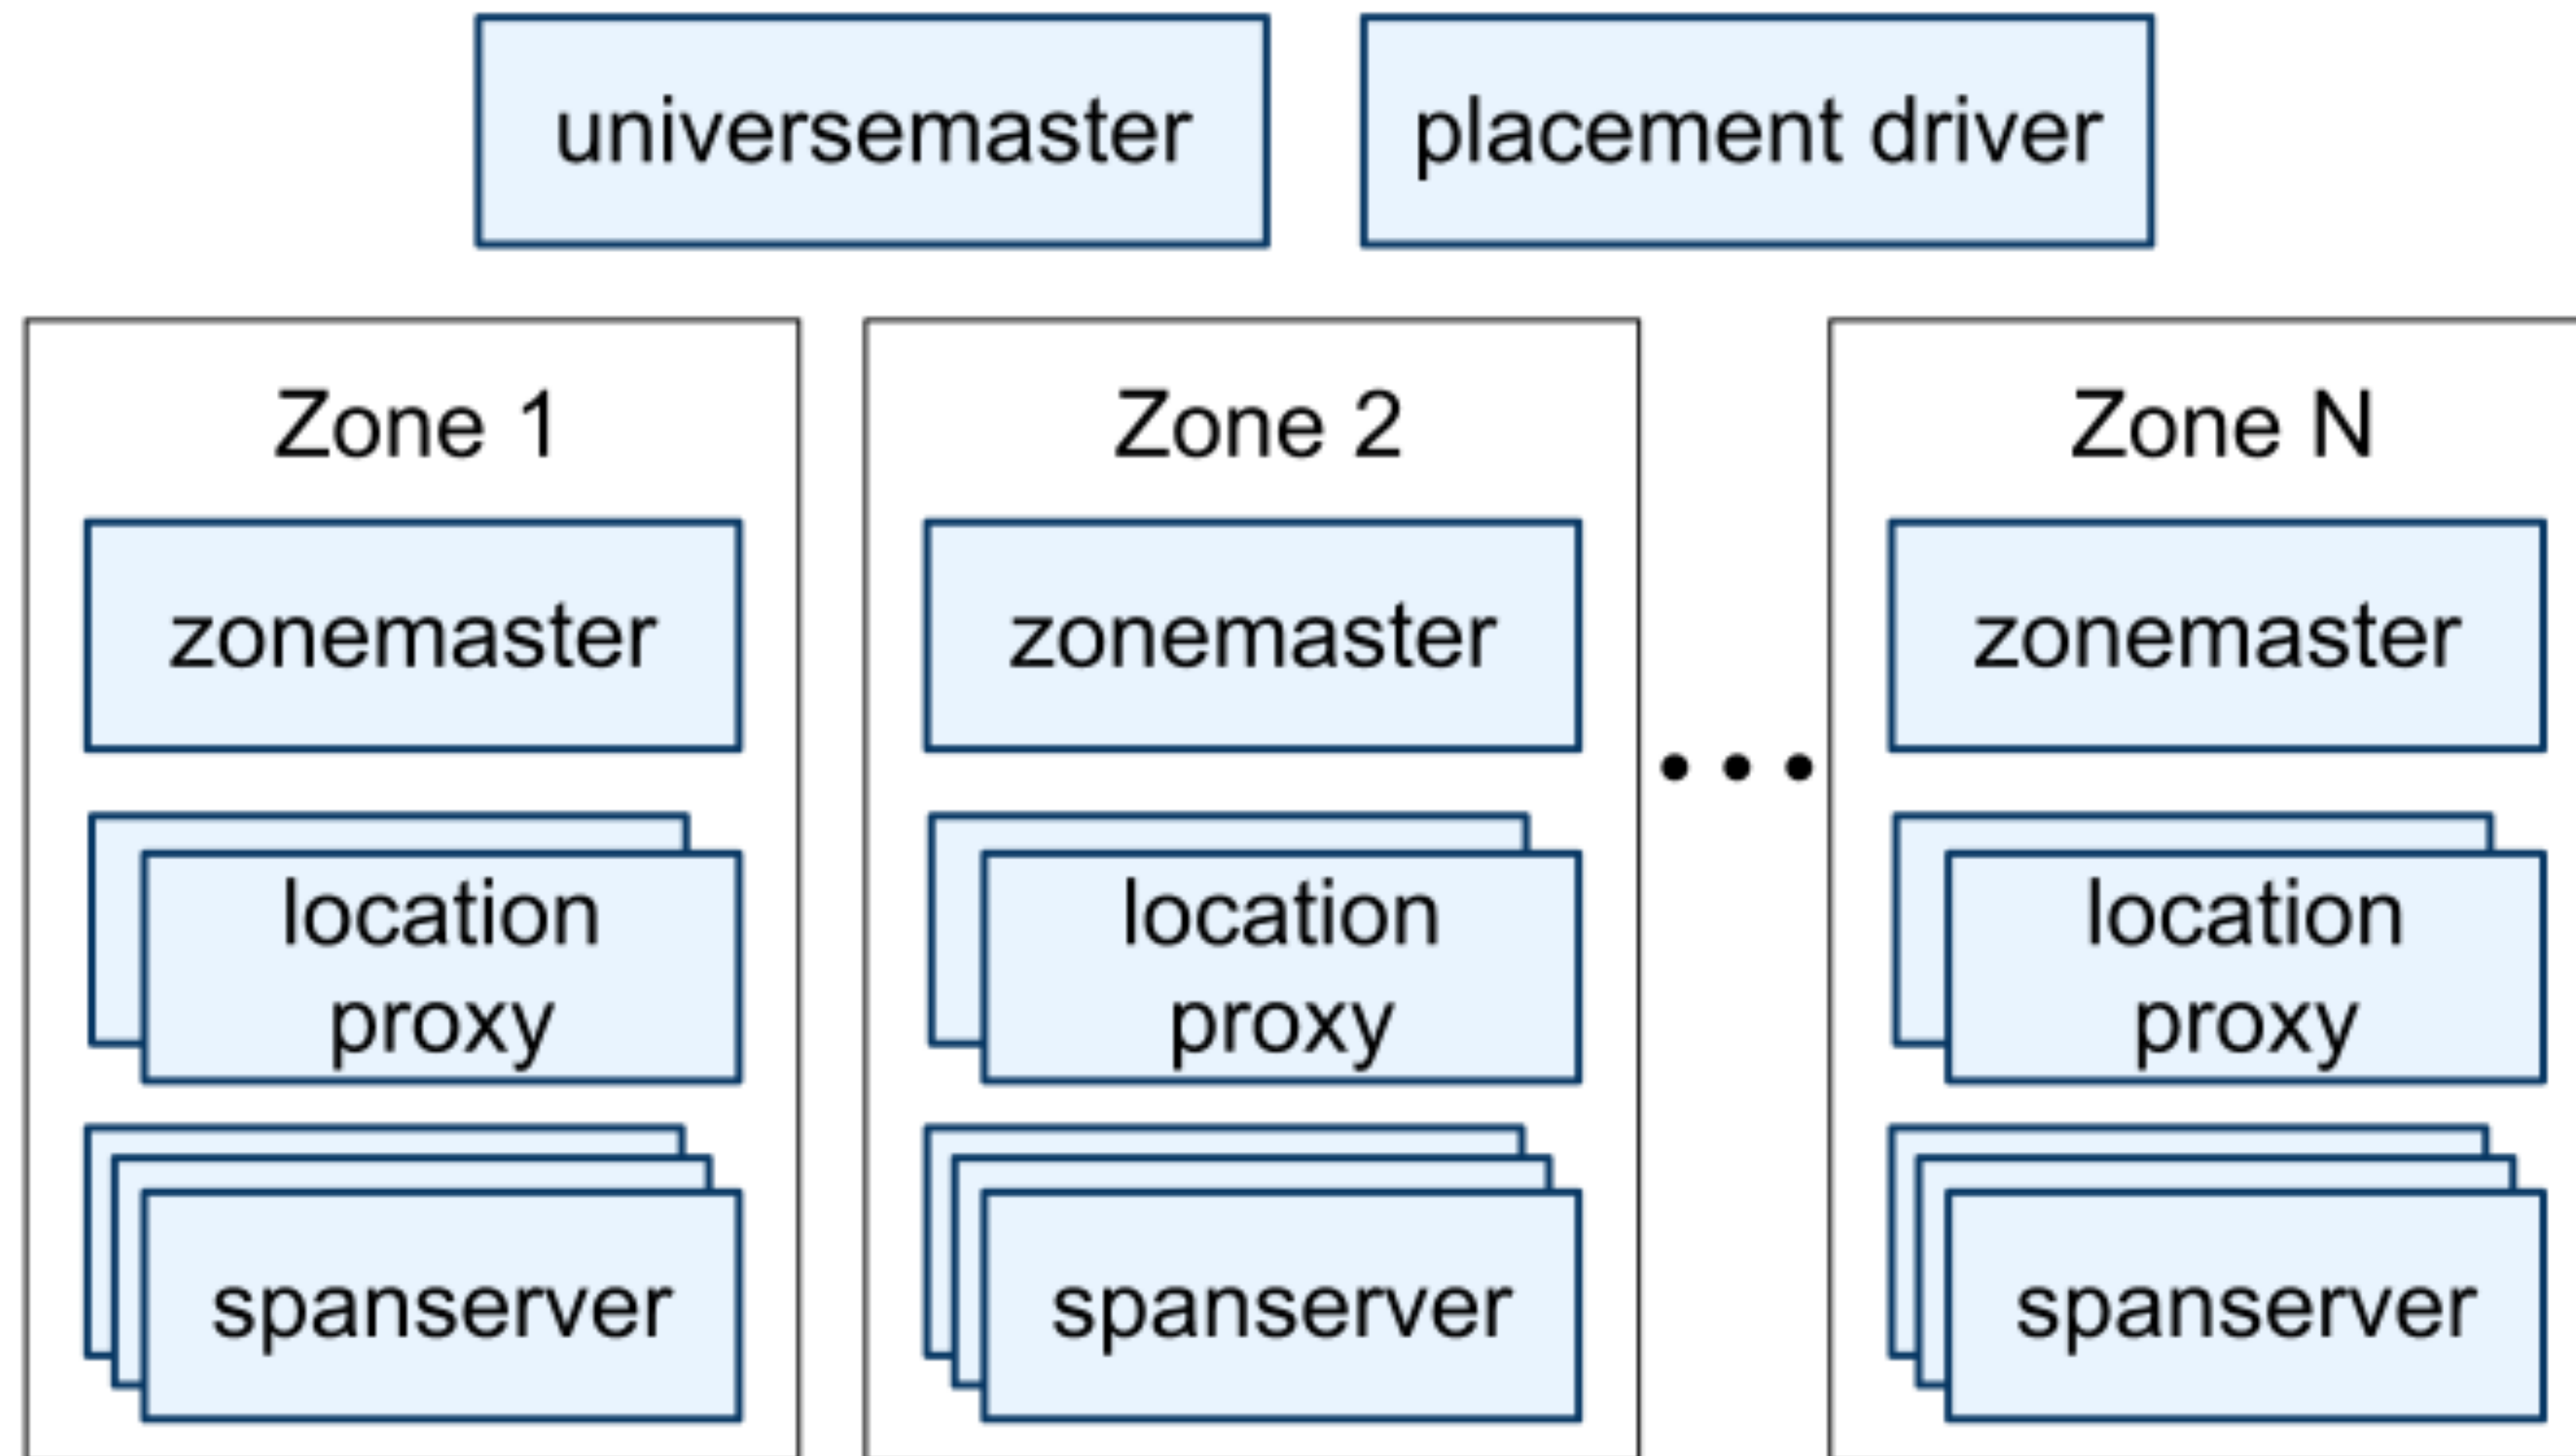 universemaster
placement driver
Zone 1
zonemaster
location
proxy
spanserver
Zone 2
zonemaster
location
proxy
spanserver
Zone N
zonemaster
location
proxy
spanserver